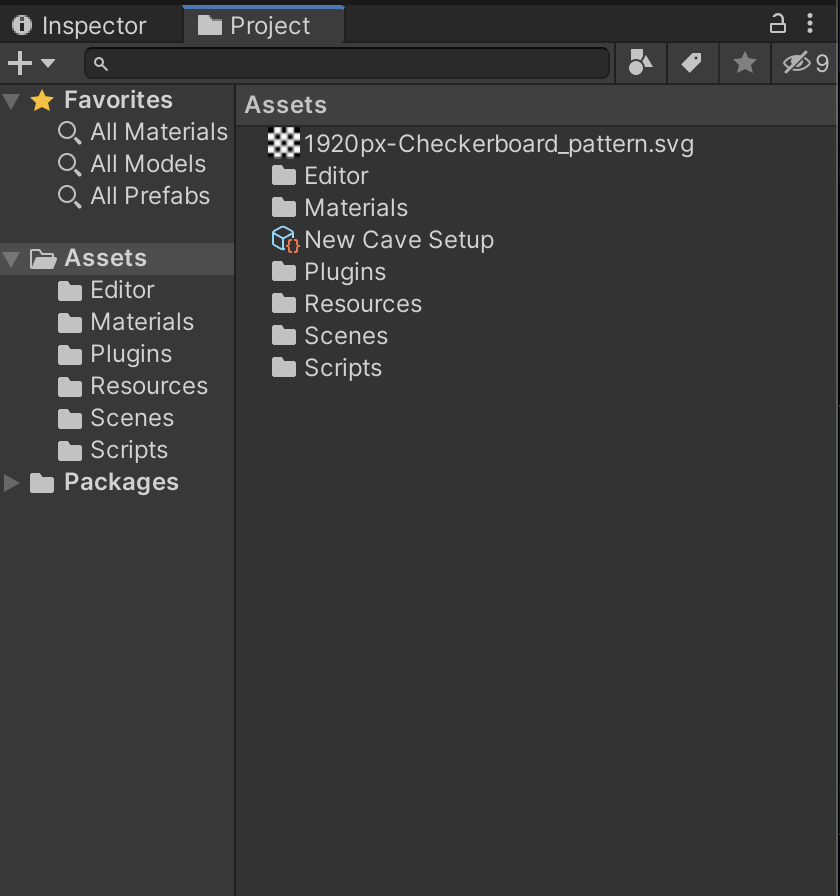 Inspector
Project
9
Favorites
All Materials
All Models
All Prefabs
Assets
Editor
Materials
Plugins
Resources
Scenes
Scripts
Packages
Assets
1920px-Checkerboard_pattern.svg
Editor
Materials
New Cave Setup
Plugins
Resources
Scenes
Scripts